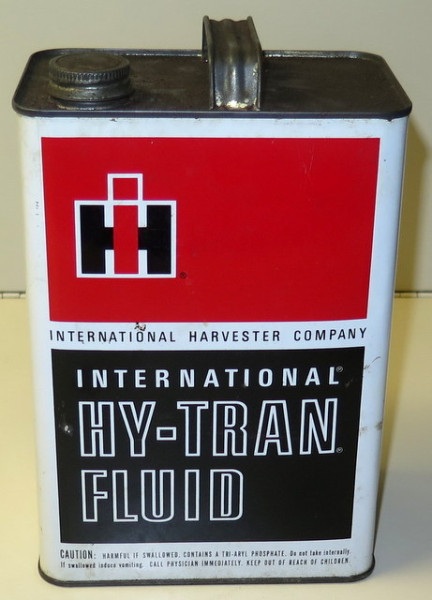 IH
®
INTERNATIONAL HARVESTER COMPANY
INTERNATIONAL®
HY-TRAN®
FLUID
CAUTION: HARMFUL IF SWALLOWED. CONTAINS A TRI-ARYL PHOSPHATE. Do not take internally.
If swallowed induce vomiting. CALL PHYSICIAN IMMEDIATELY. KEEP OUT OF REACH OF CHILDREN.